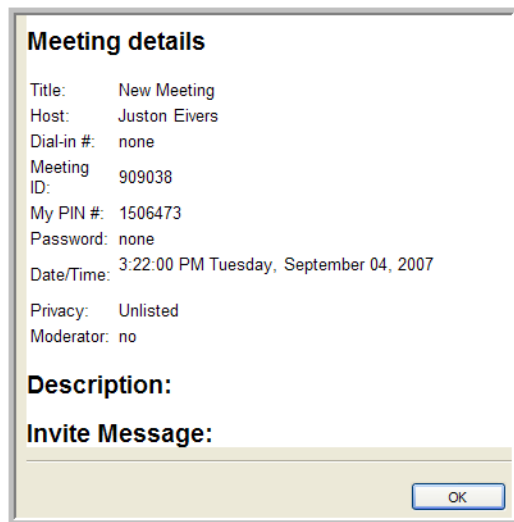 Meeting details
Title: New Meeting
Host: Juston Eivers
Dial-in #: none
Meeting
ID: 909038
My PIN #: 1506473
Password: none
Date/Time: 3:22:00 PM Tuesday, September 04, 2007
Privacy: Unlisted
Moderator: no
Description:
Invite Message:
OK